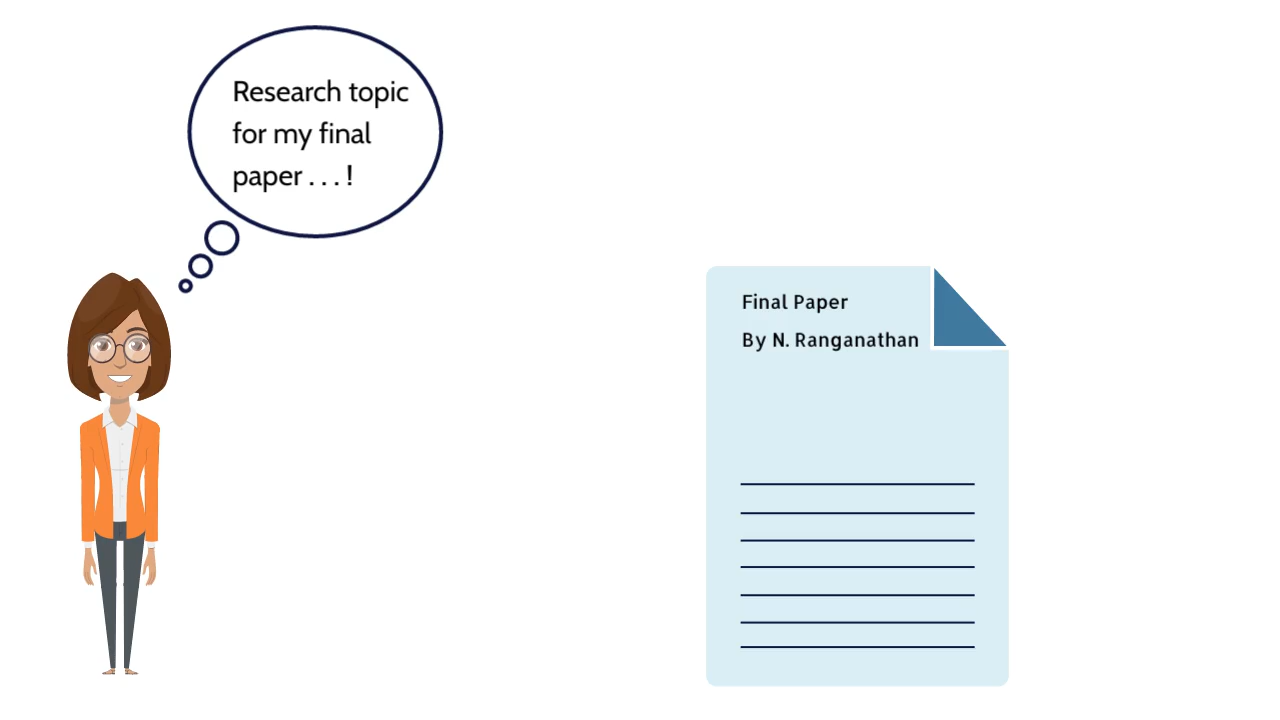 Research topic
for my final
paper . . . !
Final Paper
By N. Ranganathan